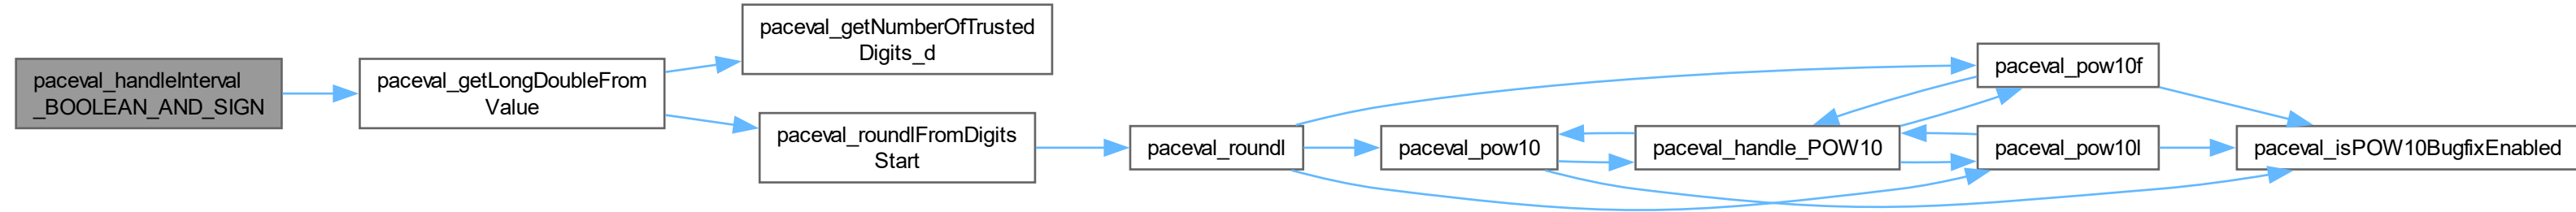 paceval_handleInterval
_BOOLEAN_AND_SIGN
paceval_getLongDoubleFrom
Value
paceval_getNumberOfTrusted
Digits_d
paceval_roundlFromDigits
Start
paceval_roundl
paceval_pow10
paceval_handle_POW10
paceval_pow10f
paceval_pow10l
paceval_isPOW10BugfixEnabled